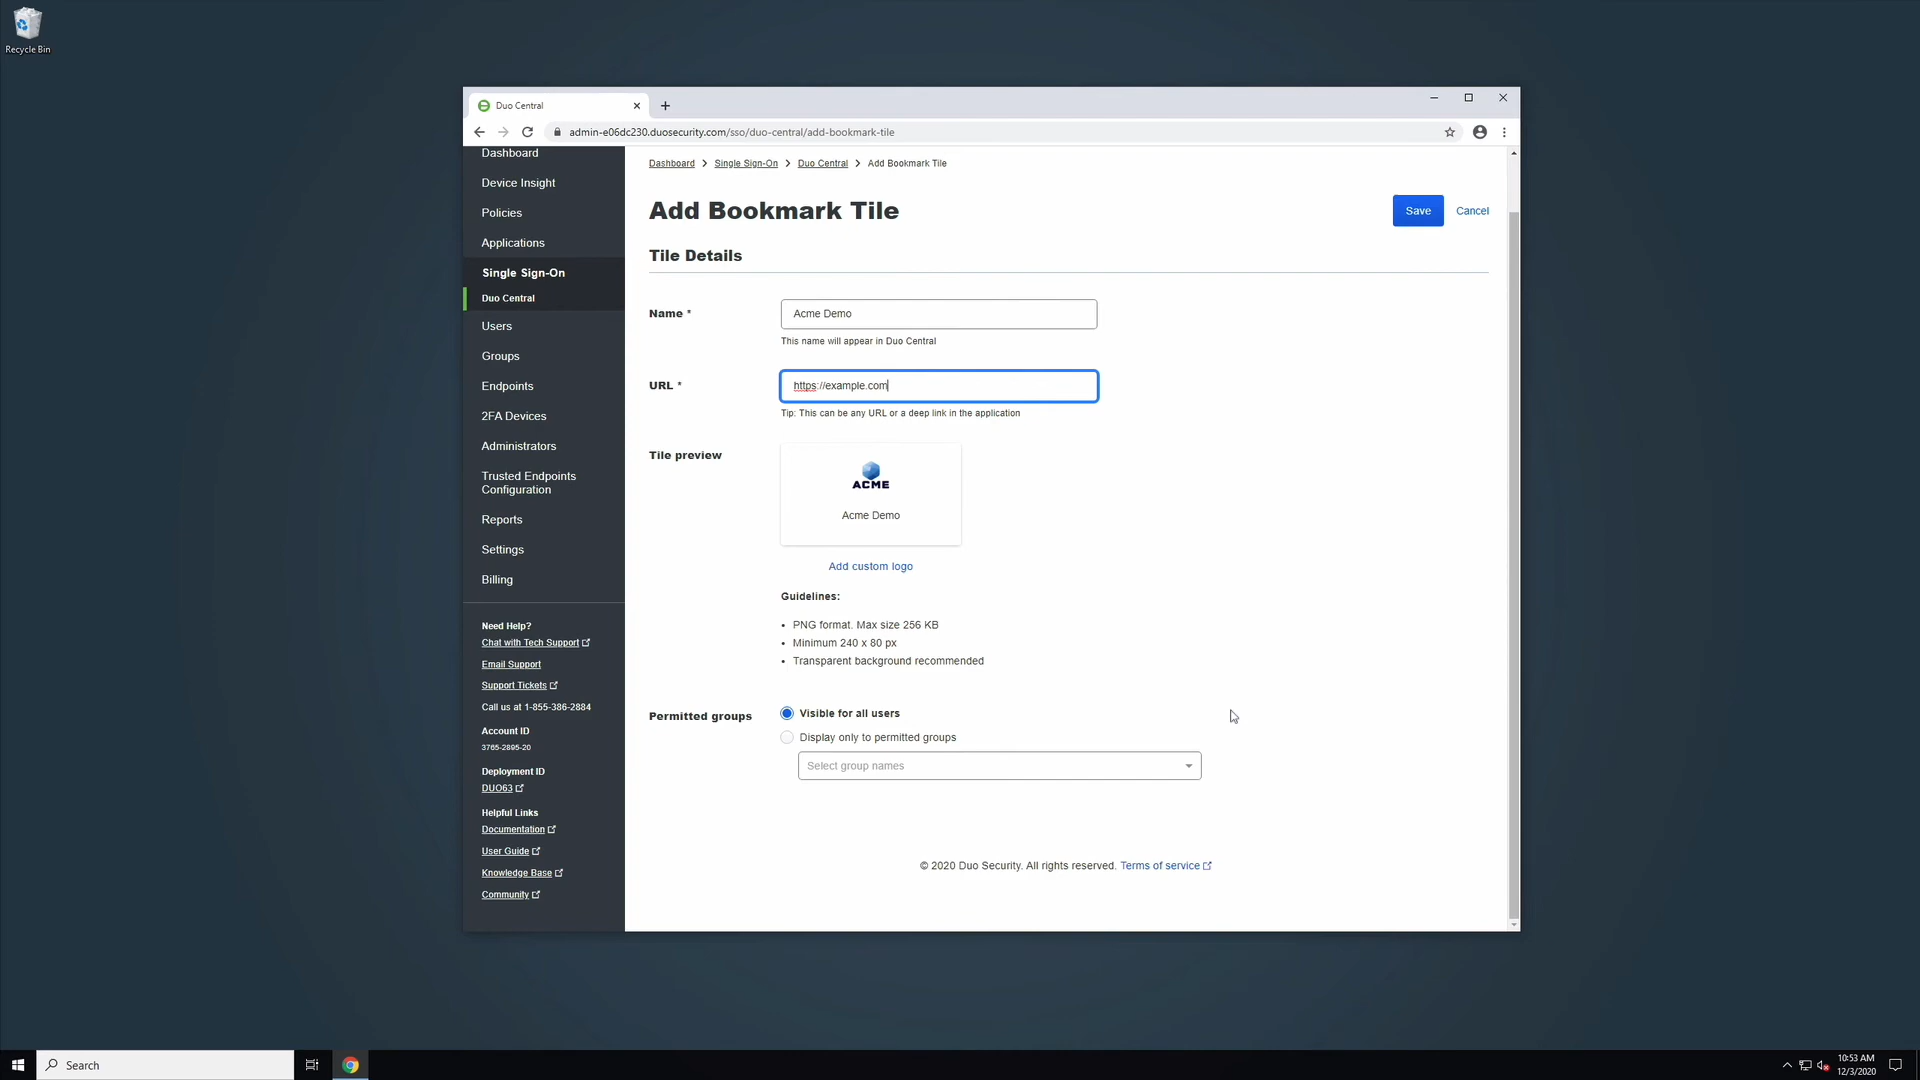 Recycle Bin
Duo Central
admin-e06dc230.duosecurity.com/sso/duo-central/add-bookmark-tile
Dashboard
Device Insight
Policies
Applications
Single Sign-On
Duo Central
Users
Groups
Endpoints
2FA Devices
Administrators
Trusted Endpoints
Configuration
Reports
Settings
Billing
Need Help?
Chat with Tech Support
Email Support
Support Tickets
Call us at 1-855-386-2884
Account ID
3765-2895-20
Deployment ID
DUO63
Helpful Links
Documentation
User Guide
Knowledge Base
Community
Dashboard > Single Sign-On > Duo Central > Add Bookmark Tile
Add Bookmark Tile
Save Cancel
Tile Details
Name * Acme Demo
This name will appear in Duo Central
URL * https://example.com
Tip: This can be any URL or a deep link in the application
Tile preview
ACME
Acme Demo
Add custom logo
Guidelines:
• PNG format. Max size 256 KB
• Minimum 240 x 80 px
• Transparent background recommended
Permitted groups
Visible for all users
Display only to permitted groups
Select group names
© 2020 Duo Security. All rights reserved. Terms of service
Search
10:53 AM
12/3/2020